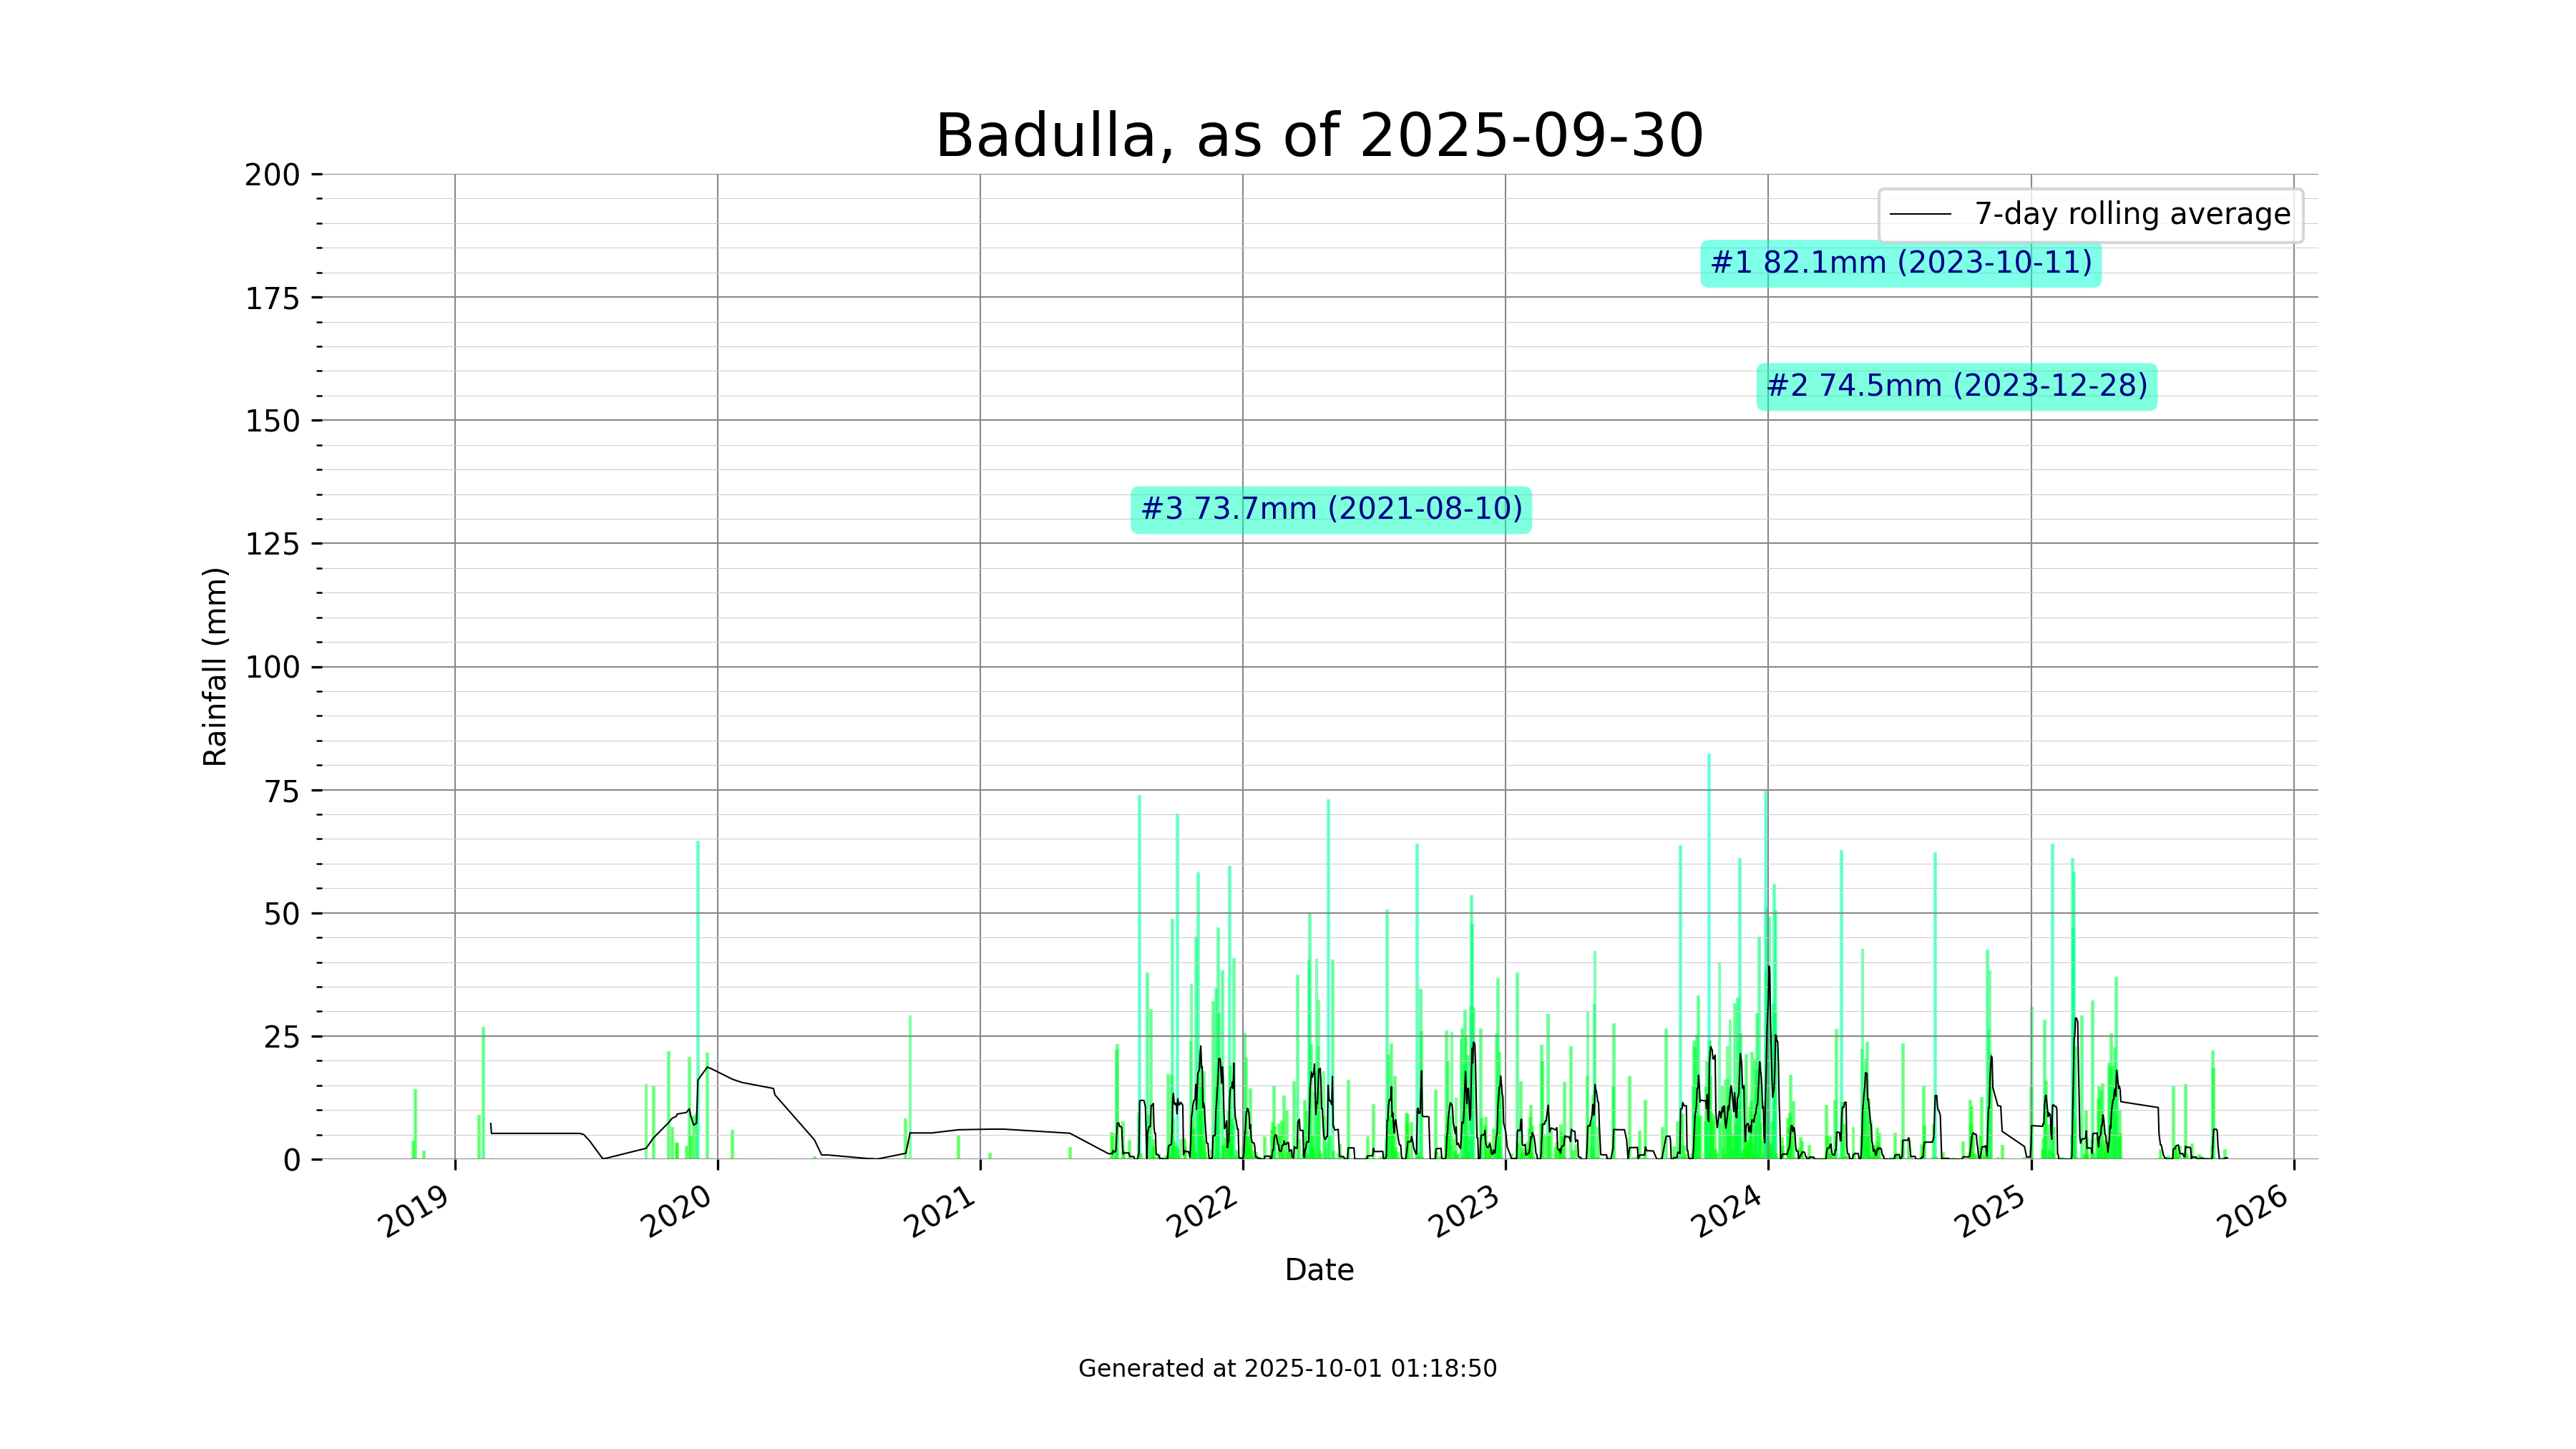 Badulla, as of 2025-09-30
7-day rolling average
#1 82.1mm (2023-10-11)
#2 74.5mm (2023-12-28)
#3 73.7mm (2021-08-10)
Rainfall (mm)
200
175
150
125
100
75
50
25
0
2019
2020
2021
2022
2023
2024
2025
2026
Date
Generated at 2025-10-01 01:18:50